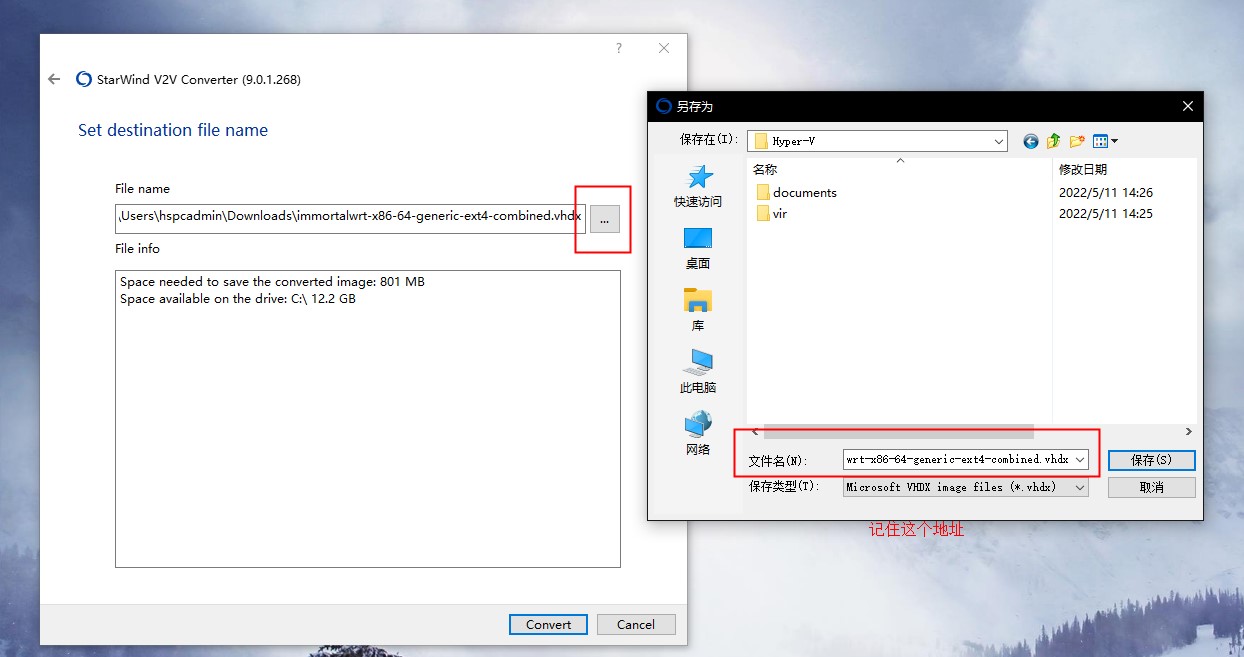 ?
StarWind V2V Converter (9.0.1.268)
Set destination file name
File name
\Users\hspcadmin\Downloads\immortalwrt-x86-64-generic-ext4-combined.vhdx
...
File info
Space needed to save the converted image: 801 MB
Space available on the drive: C:\ 12.2 GB
Convert
Cancel
另存为
保存在(I):
Hyper-V
名称
修改日期
documents
2022/5/11 14:26
vir
2022/5/11 14:25
快速访问
桌面
库
此电脑
网络
文件名(N):
wrt-x86-64-generic-ext4-combined.vhdx
保存(S)
保存类型(T):
Microsoft VHDX image files (*.vhdx)
取消
记住这个地址